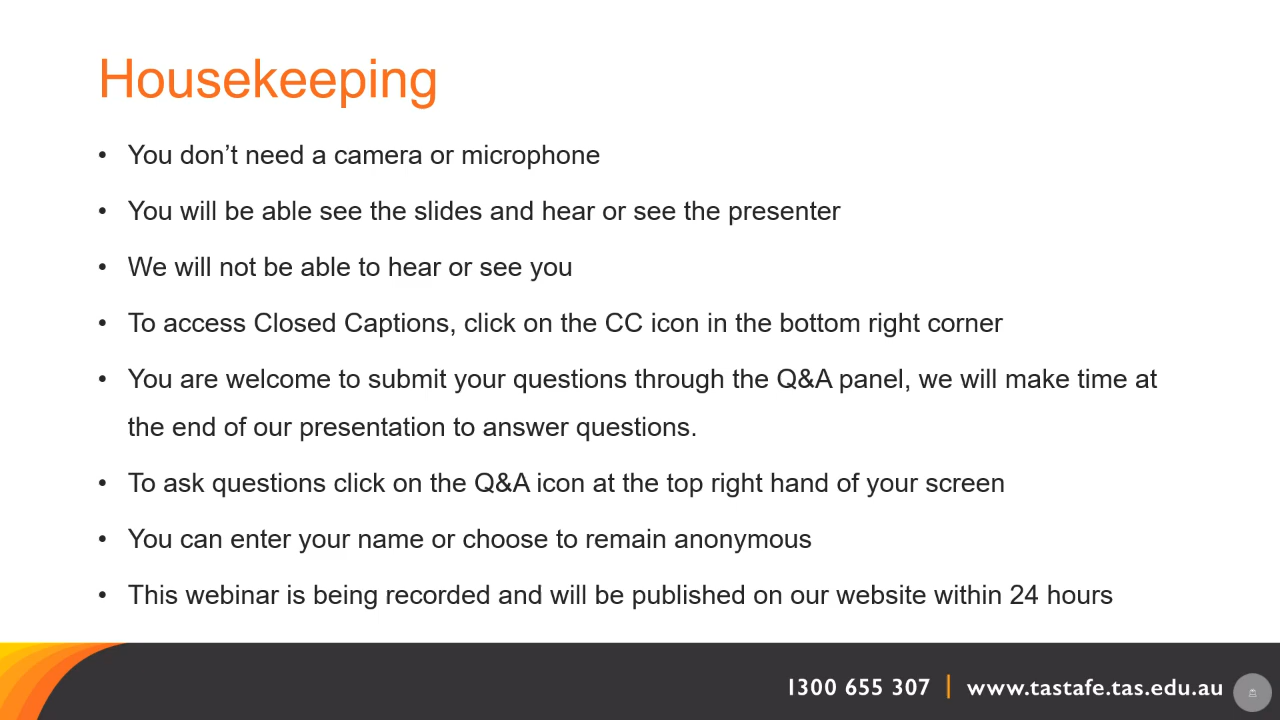 Housekeeping
• You don’t need a camera or microphone
• You will be able see the slides and hear or see the presenter
• We will not be able to hear or see you
• To access Closed Captions, click on the CC icon in the bottom right corner
• You are welcome to submit your questions through the Q&A panel, we will make time at
the end of our presentation to answer questions.
• To ask questions click on the Q&A icon at the top right hand of your screen
• You can enter your name or choose to remain anonymous
• This webinar is being recorded and will be published on our website within 24 hours
1300 655 307 | www.tastafe.tas.edu.au